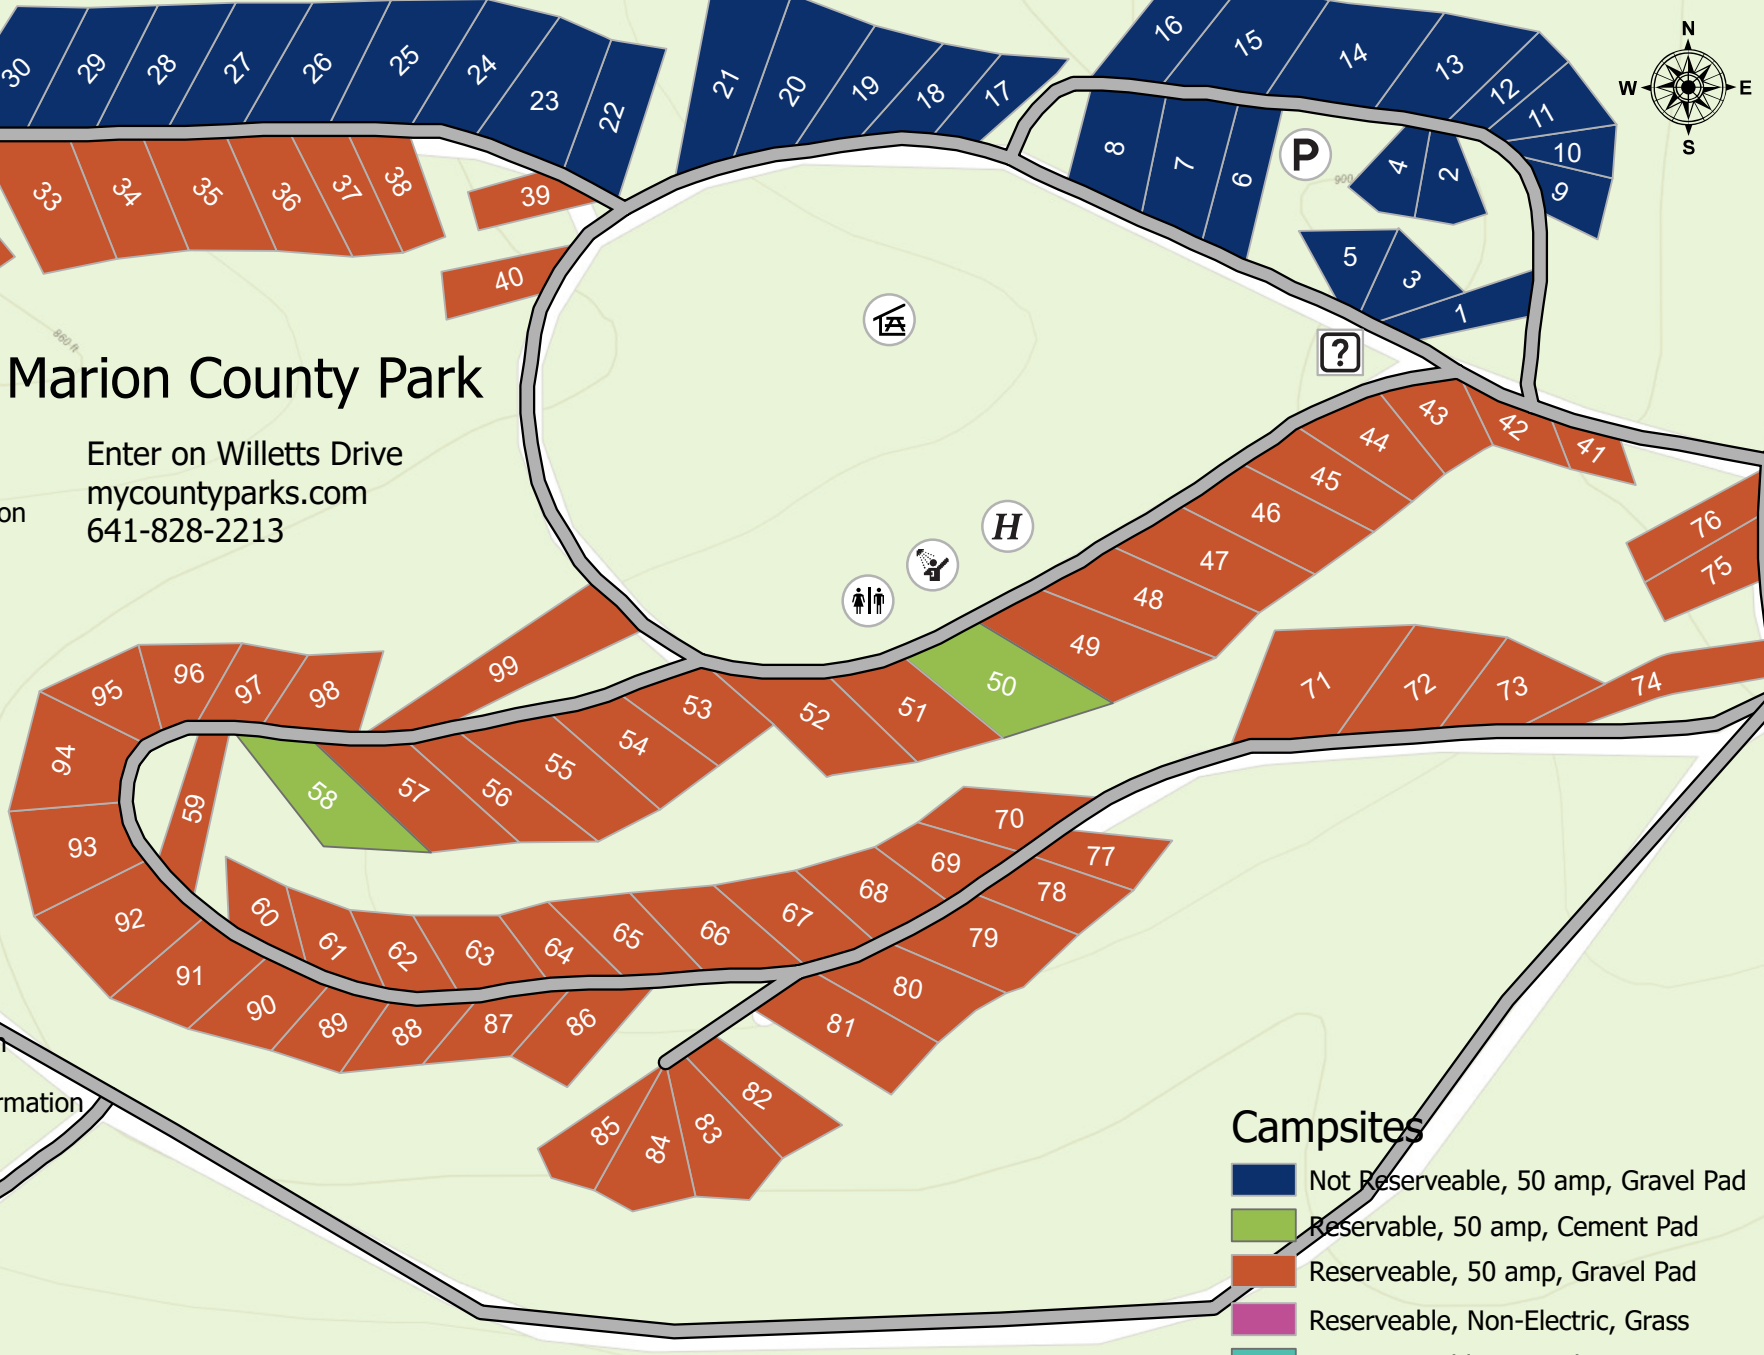 N
W E
S
30 29 28 27 26 25 24 23 22
21 20 19 18 17
16 15 14 13 12 11 10 9
8 7 6
P
4 2
5 3 1
900
33 34 35 36 37 38
39
40
860 ft
?
Marion County Park
Enter on Willetts Drive
mycountyparks.com
641-828-2213
on
H
43 42 41
44
45
46
47
48
49
50
51
52
53
54
55
56
57
58
59
76
75
71 72 73 74
99
98
97
96
95
94
93
92
91
90
89
88
87
86
60 61 62 63 64 65 66 67 68 69 70
77
78
79
80
81
82
83
84
85
n
rmation
Campsites
Not Reserveable, 50 amp, Gravel Pad
Reservable, 50 amp, Cement Pad
Reserveable, 50 amp, Gravel Pad
Reserveable, Non-Electric, Grass